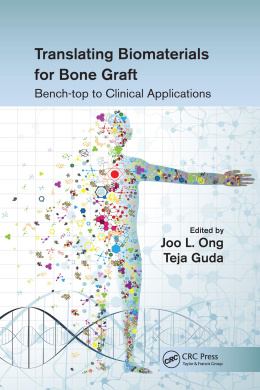 Translating Biomaterials
for Bone Graft
Bench-top to Clinical Applications
Edited by
Joo L. Ong
Teja Guda
CRC
CRC Press
Taylor & Francis Group